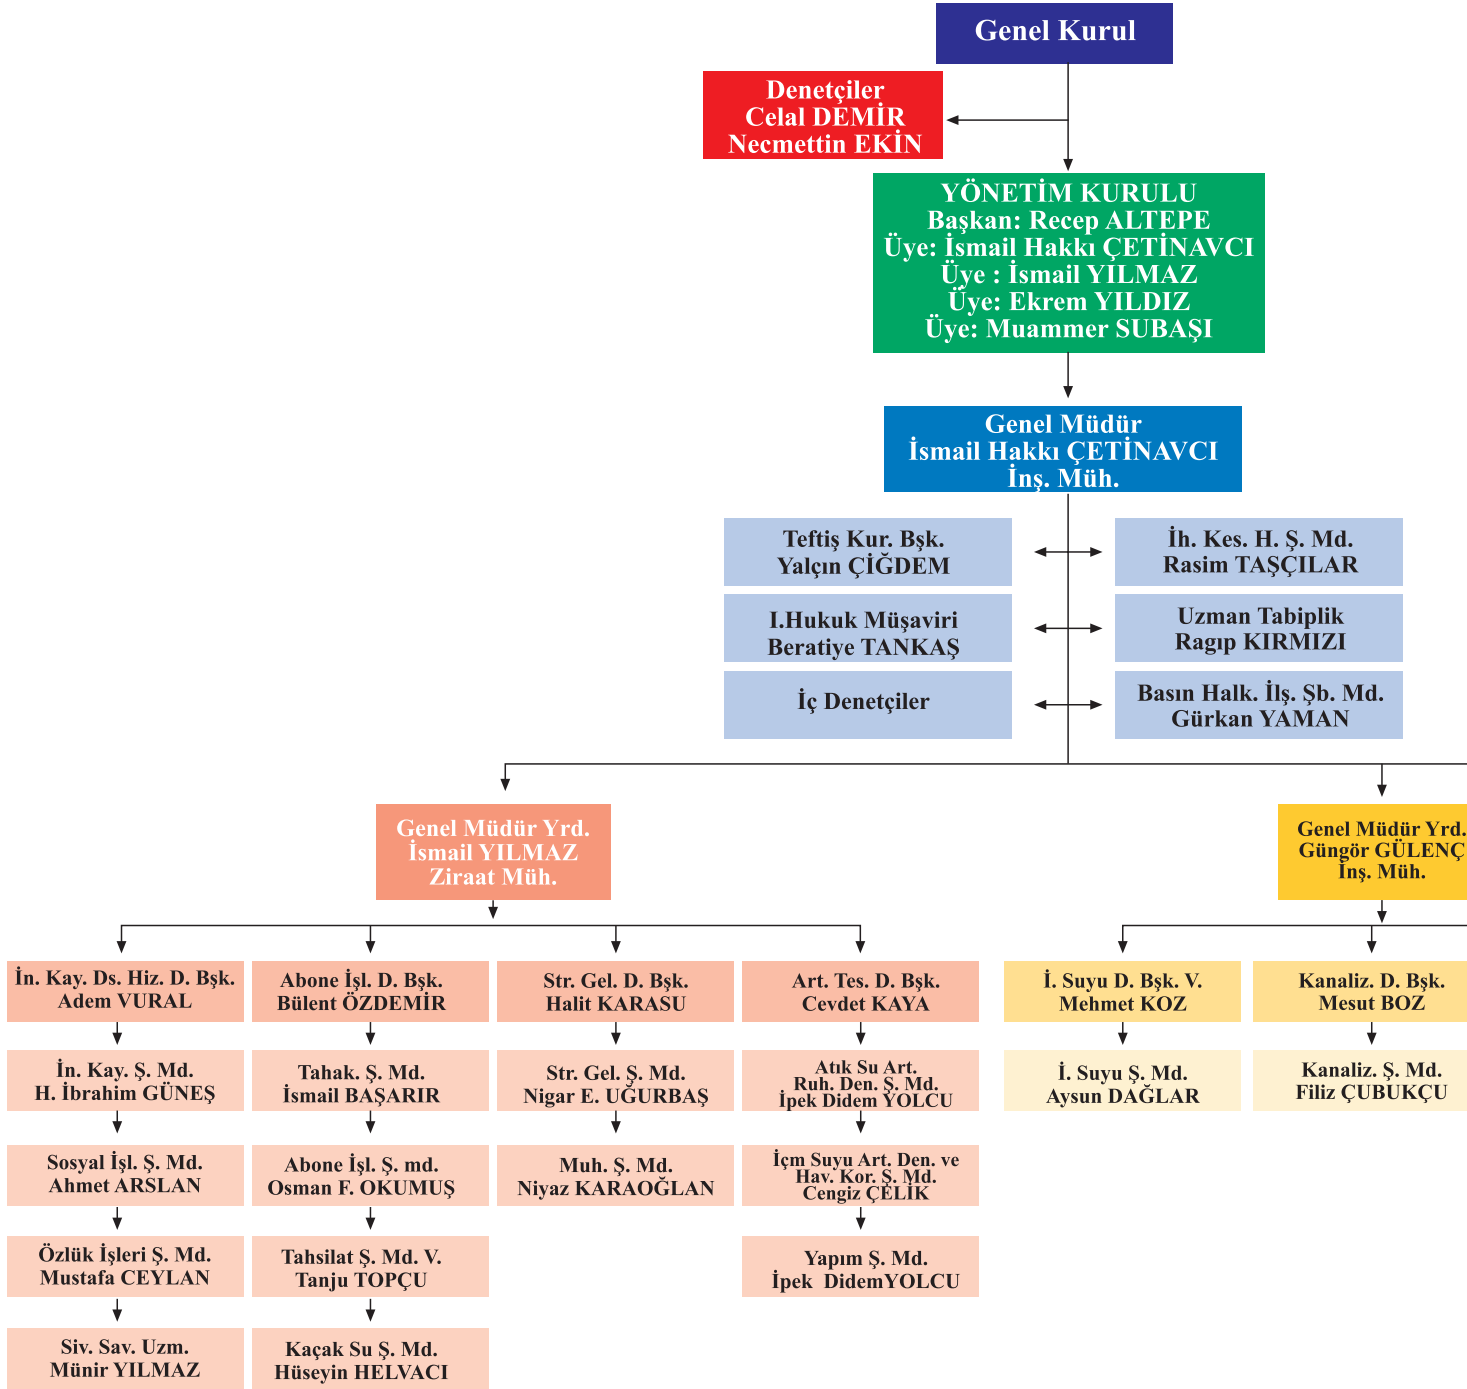 Genel Kurul
Denetçiler
Celal DEMİR
Necmettin EKİN
YÖNETİM KURULU
Başkan: Recep ALTEPE
Üye: İsmail Hakkı ÇETİNAVCI
Üye : İsmail YILMAZ
Üye: Ekrem YILDIZ
Üye: Muammer SUBAŞI
Genel Müdür
İsmail Hakkı ÇETİNAVCI
İnş. Müh.
Teftiş Kur. Bşk.
Yalçın ÇİĞDEM
İh. Kes. H. Ş. Md.
Rasim TAŞÇILAR
I.Hukuk Müşaviri
Beratiye TANKAŞ
Uzman Tabiplik
Ragıp KIRMIZI
İç Denetçiler
Basın Halk. İlş. Şb. Md.
Gürkan YAMAN
Genel Müdür Yrd.
İsmail YILMAZ
Ziraat Müh.
Genel Müdür Yrd.
Güngör GÜLENÇ
İnş. Müh.
İn. Kay. Ds. Hiz. D. Bşk.
Adem VURAL
Abone İşl. D. Bşk.
Bülent ÖZDEMİR
Str. Gel. D. Bşk.
Halit KARASU
Art. Tes. D. Bşk.
Cevdet KAYA
İ. Suyu D. Bşk. V.
Mehmet KOZ
Kanaliz. D. Bşk.
Mesut BOZ
İn. Kay. Ş. Md.
H. İbrahim GÜNEŞ
Tahak. Ş. Md.
İsmail BAŞARIR
Str. Gel. Ş. Md.
Nigar E. UĞURBAŞ
Atık Su Art.
Ruh. Den. Ş. Md.
İpek Didem YOLCU
İ. Suyu Ş. Md.
Aysun DAĞLAR
Kanaliz. Ş. Md.
Filiz ÇUBUKÇU
Sosyal İşl. Ş. Md.
Ahmet ARSLAN
Abone İşl. Ş. md.
Osman F. OKUMUŞ
Muh. Ş. Md.
Niyaz KARAOĞLAN
İçm Suyu Art. Den. ve
Hav. Kor. Ş. Md.
Cengiz ÇELİK
Özlük İşleri Ş. Md.
Mustafa CEYLAN
Tahsilat Ş. Md. V.
Tanju TOPÇU
Yapım Ş. Md.
İpek DidemYOLCU
Siv. Sav. Uzm.
Münir YILMAZ
Kaçak Su Ş. Md.
Hüseyin HELVACI